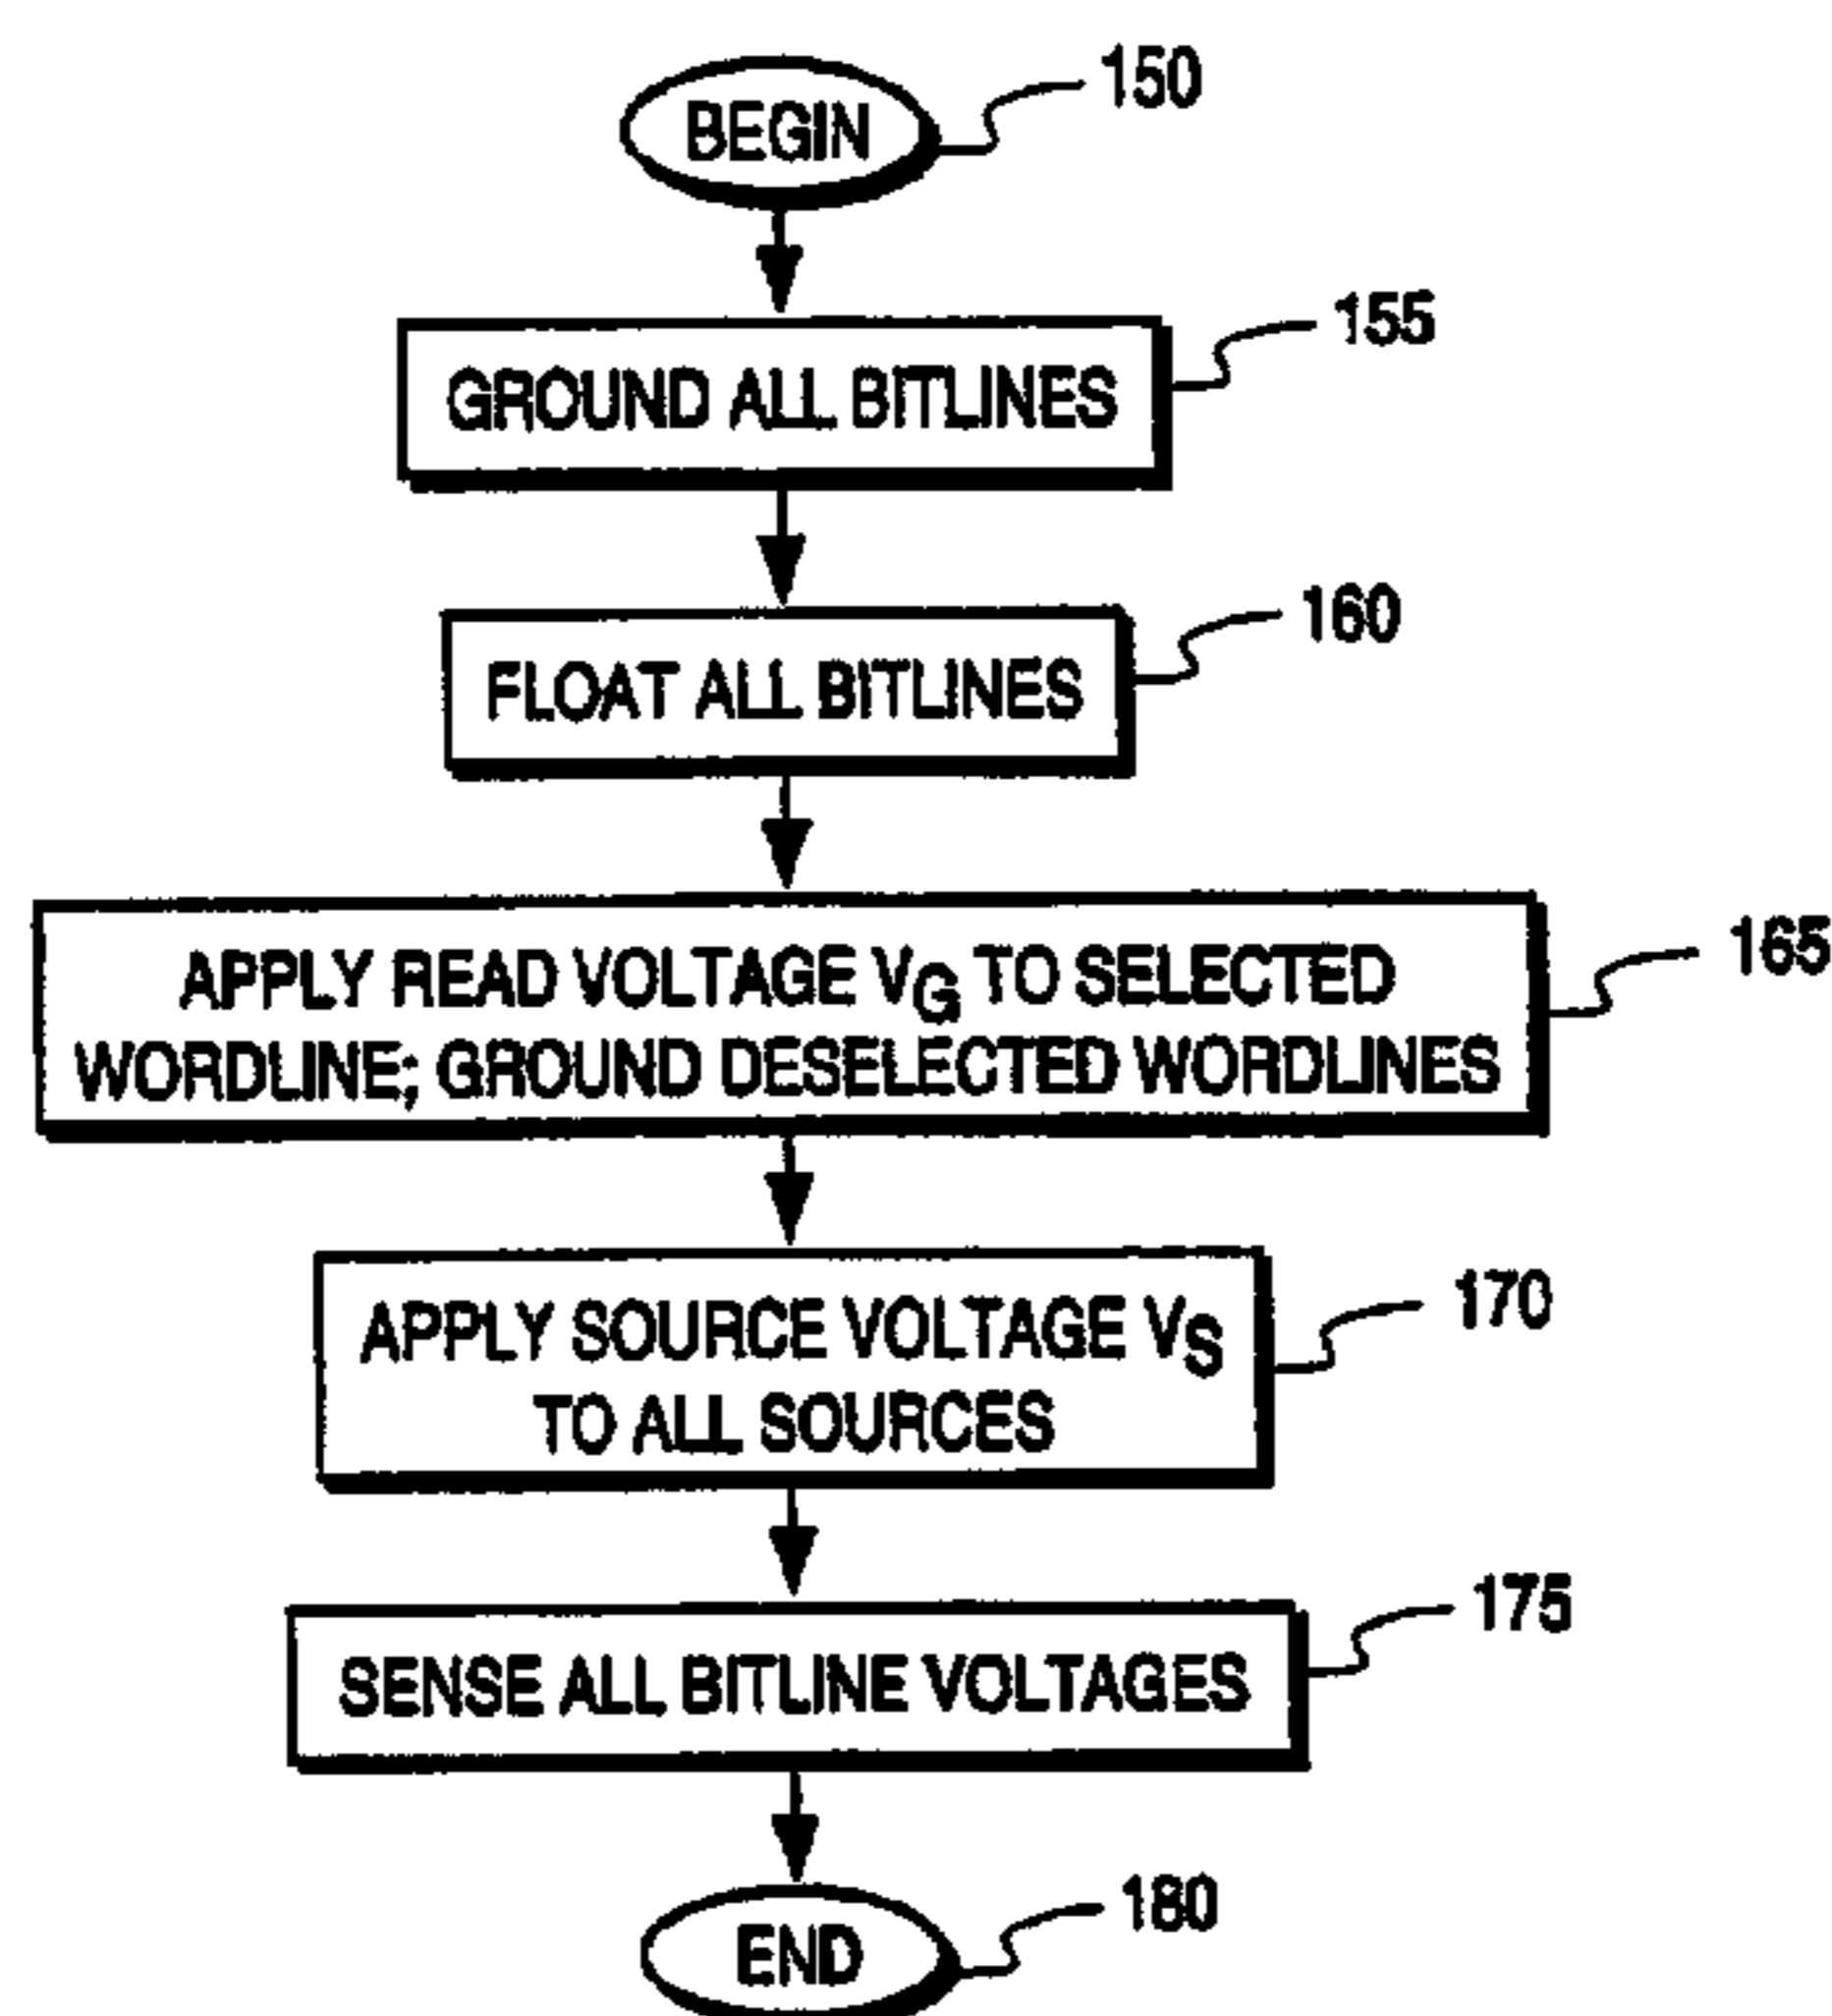 BEGIN
150
GROUND ALL BITLINES
155
FLOAT ALL BITLINES
160
APPLY READ VOLTAGE VG TO SELECTED
WORDLINE; GROUND DESELECTED WORDLINES
165
APPLY SOURCE VOLTAGE VS
TO ALL SOURCES
170
SENSE ALL BITLINE VOLTAGES
175
END
180